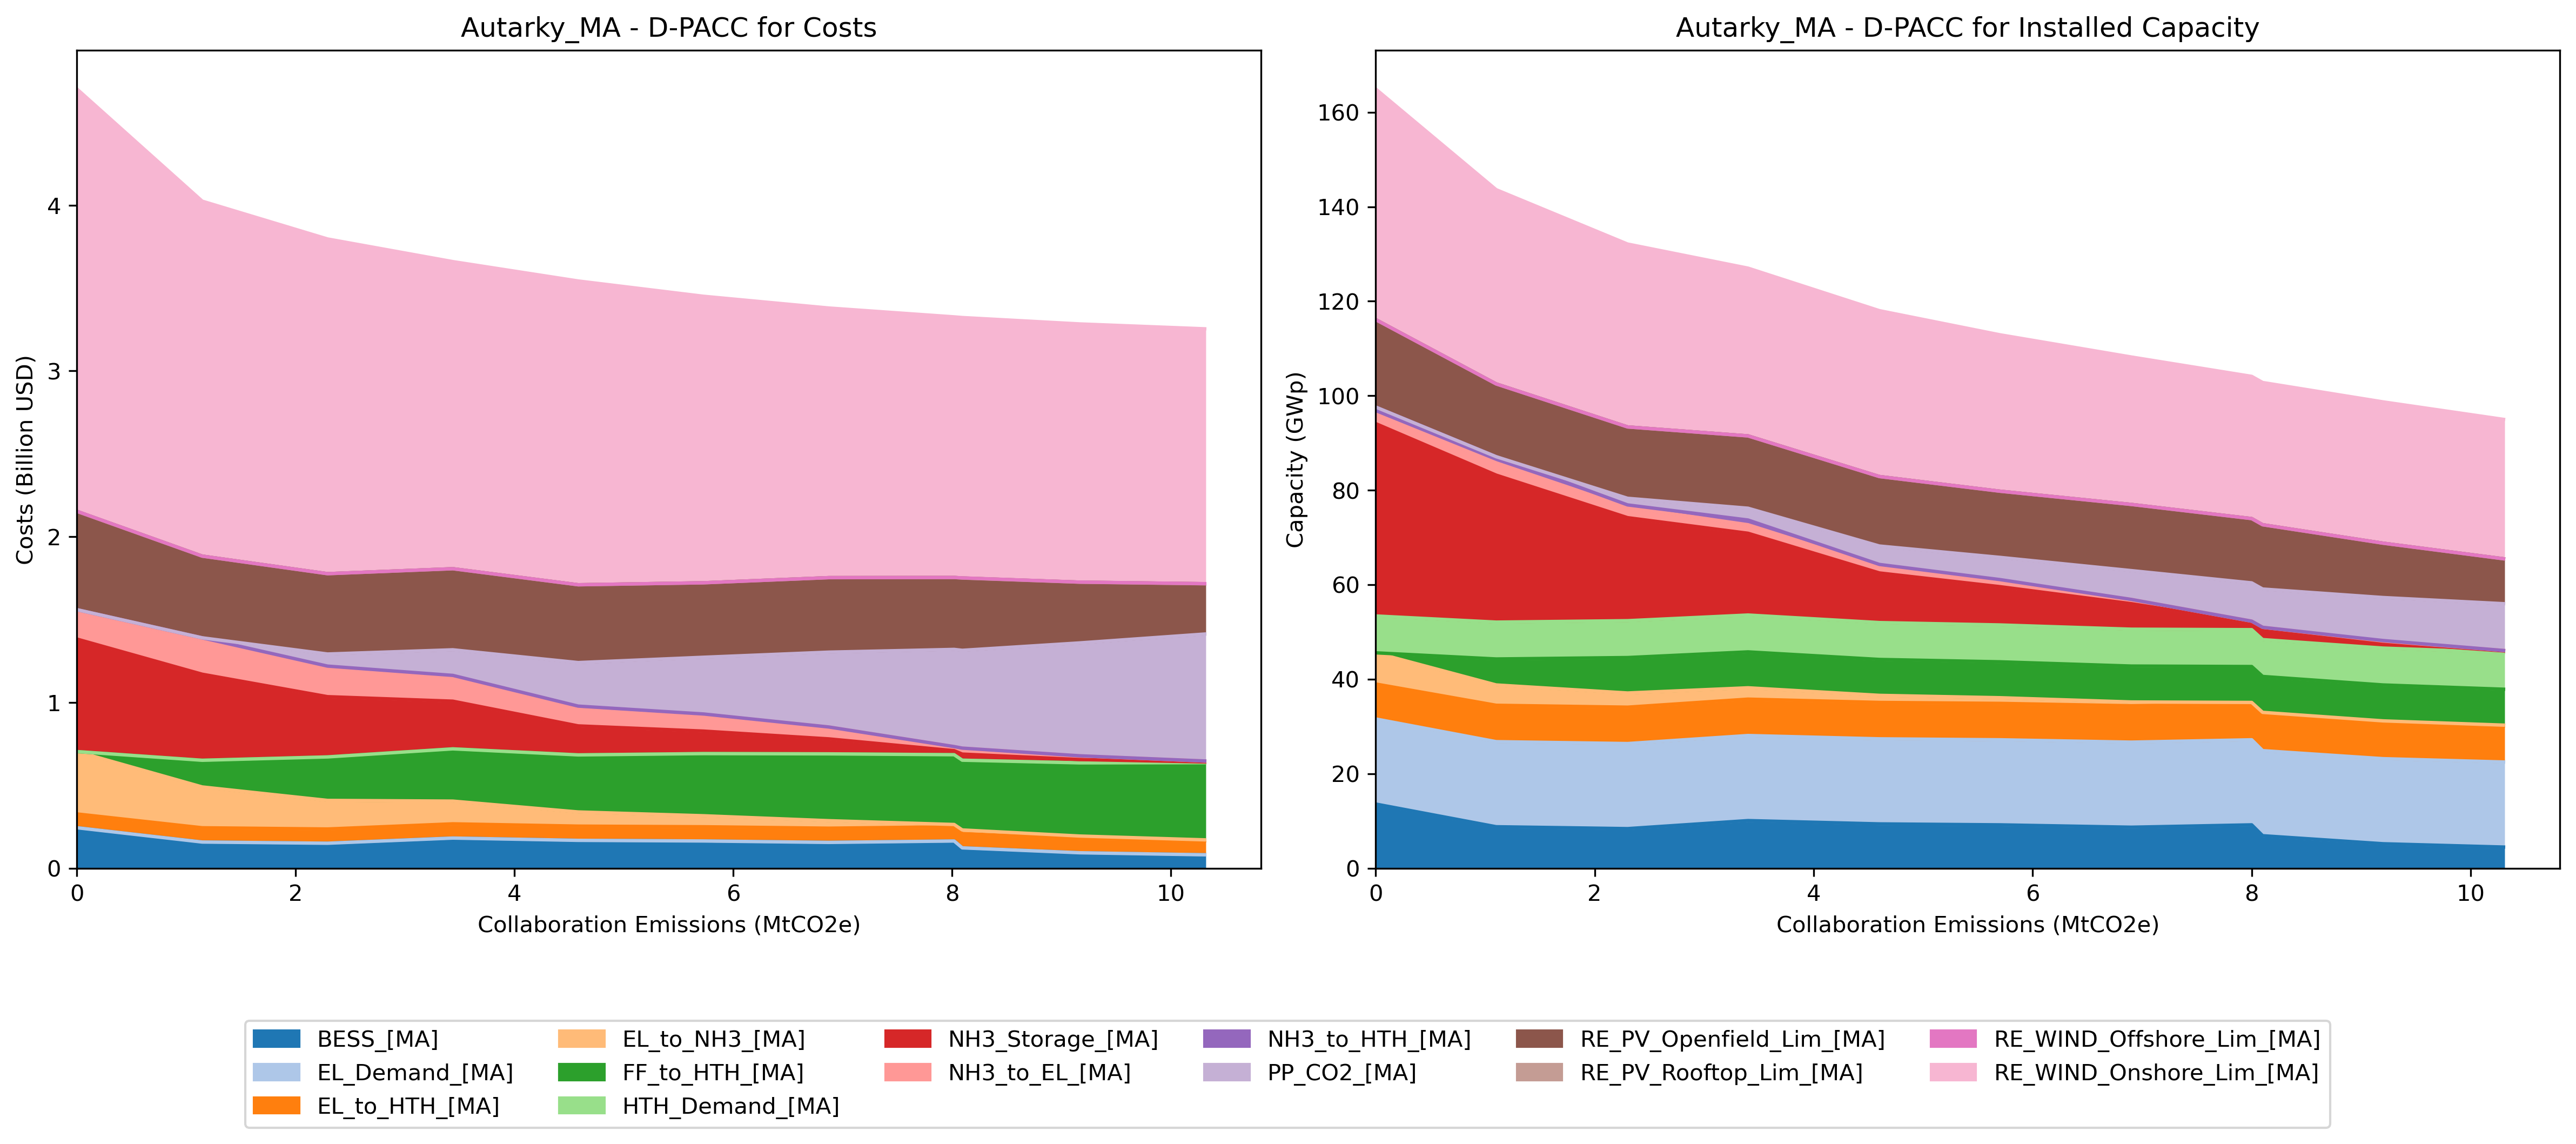 Autarky_MA - D-PACC for Costs
Costs (Billion USD)
4
3
2
1
0
0 2 4 6 8 10
Collaboration Emissions (MtCO2e)
Autarky_MA - D-PACC for Installed Capacity
Capacity (GWp)
160
140
120
100
80
60
40
20
0
0 2 4 6 8 10
Collaboration Emissions (MtCO2e)
BESS_[MA]
EL_Demand_[MA]
EL_to_HTH_[MA]
EL_to_NH3_[MA]
FF_to_HTH_[MA]
HTH_Demand_[MA]
NH3_Storage_[MA]
NH3_to_EL_[MA]
NH3_to_HTH_[MA]
PP_CO2_[MA]
RE_PV_Openfield_Lim_[MA]
RE_PV_Rooftop_Lim_[MA]
RE_WIND_Offshore_Lim_[MA]
RE_WIND_Onshore_Lim_[MA]